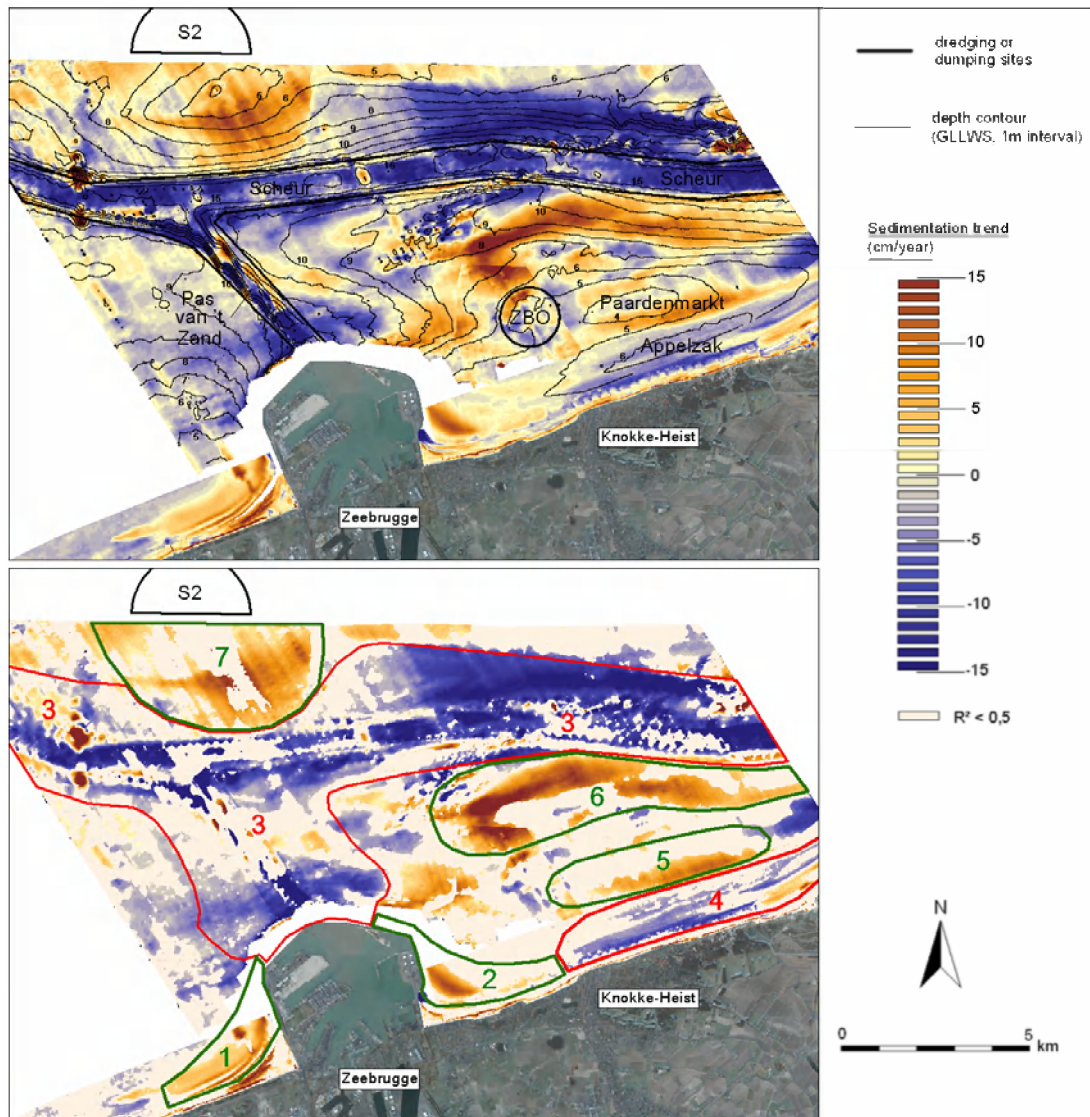 S2
Scheur
Scheur
Pas
van 't
Zand
ZBO
Paardenmarkt
Appelzak
Knokke-Heist
Zeebrugge
dredging or
dumping sites
depth contour
(GLLWS. 1m interval)
Sedimentation trend
(cm/year)
15
10
5
0
-5
-10
-15
R² < 0,5
S2
7
3
3
6
3
5
4
2
1
Knokke-Heist
Zeebrugge
N
0
5
km